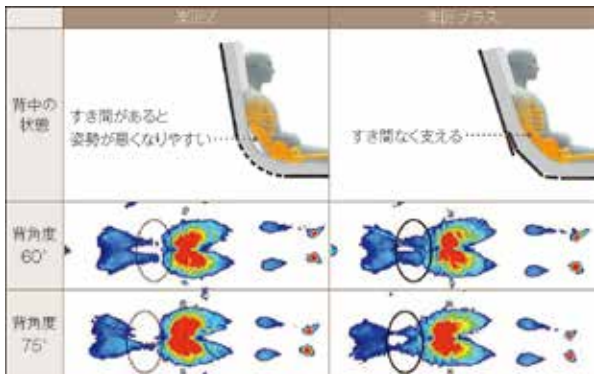 背中の
状態
すき間があると
姿勢が悪くなりやすい
すき間なく支える
背角度
60°
背角度
75°